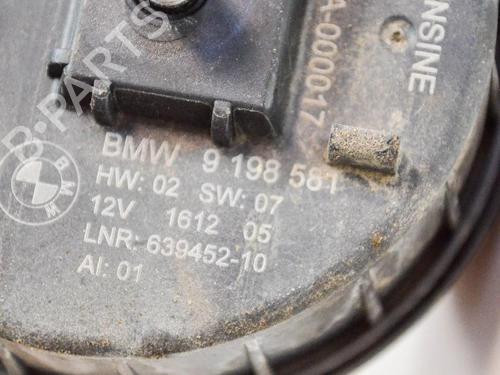 B-PARTS
A-000017
ENSINE
BMW 9 198 581
HW: 02 SW: 07
12V 1612 05
LNR: 639452-10
AI: 01
BMW